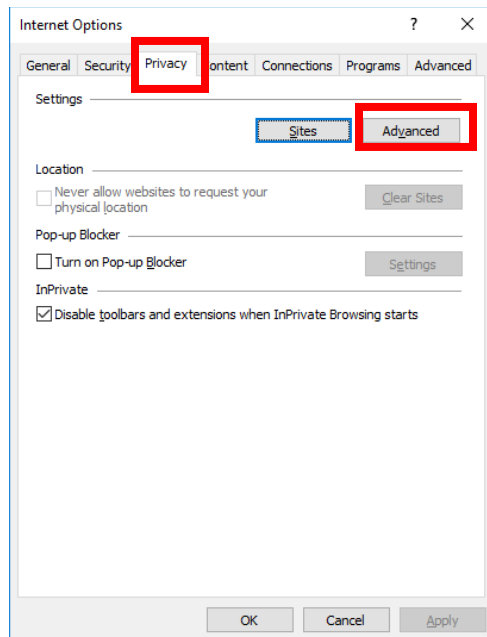 Internet Options ? ×
General Security Privacy ontent Connections Programs Advanced
Settings
Sites Advanced
Location
Never allow websites to request your
physical location
Clear Sites
Pop-up Blocker
Turn on Pop-up Blocker Settings
InPrivate
Disable toolbars and extensions when InPrivate Browsing starts
OK Cancel Apply